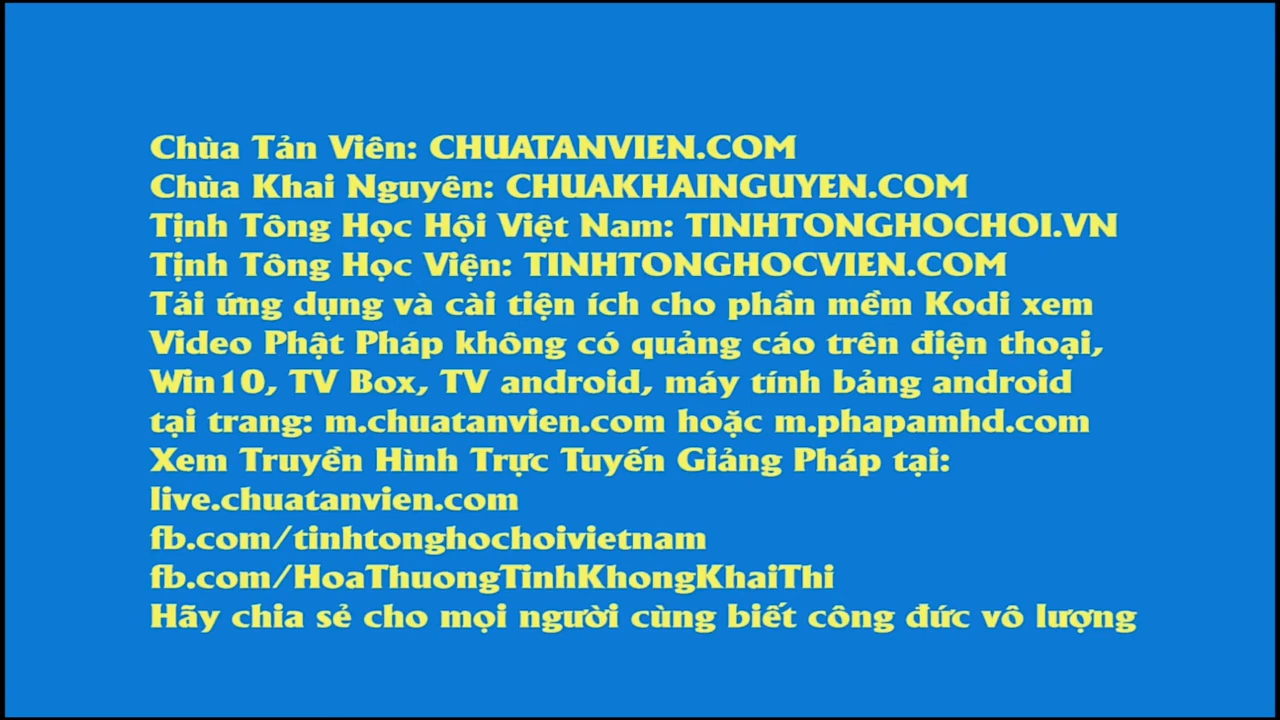 Chùa Tản Viên: CHUATANVIEN.COM
Chùa Khai Nguyên: CHUAKHAINGUYEN.COM
Tịnh Tông Học Hội Việt Nam: TINHTONGHOCHOI.VN
Tịnh Tông Học Viện: TINHTONGHOCVIEN.COM
Tải ứng dụng và cài tiện ích cho phần mềm Kodi xem
Video Phật Pháp không có quảng cáo trên điện thoại,
Win10, TV Box, TV android, máy tính bảng android
tại trang: m.chuatanvien.com hoặc m.phapamhd.com
Xem Truyền Hình Trực Tuyến Giảng Pháp tại:
live.chuatanvien.com
fb.com/tinhtonghochoivietnam
fb.com/HoaThuongTinhKhongKhaiThi
Hãy chia sẻ cho mọi người cùng biết công đức vô lượng